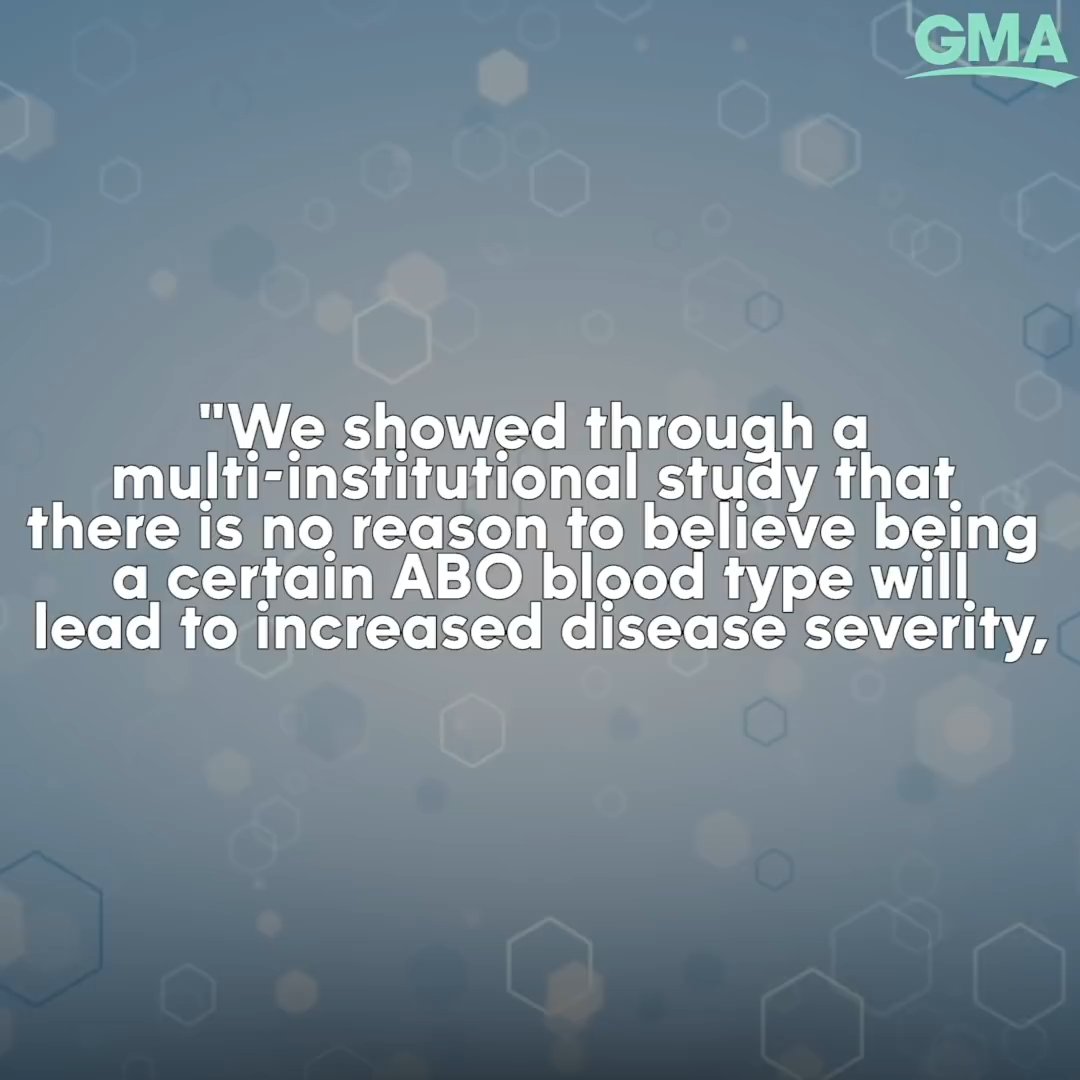 GMA
"We showed through a
multi-institutional study that
there is no reason to believe being
a certain ABO blood type will
lead to increased disease severity,